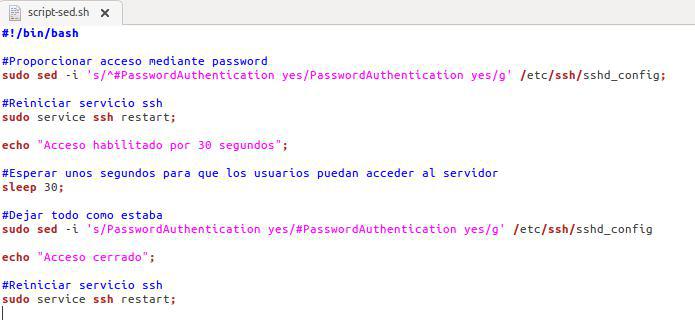 script-sed.sh
#!/bin/bash
#Proporcionar acceso mediante password
sudo sed -i 's/^#PasswordAuthentication yes/PasswordAuthentication yes/g' /etc/ssh/sshd_config;
#Reiniciar servicio ssh
sudo service ssh restart;
echo "Acceso habilitado por 30 segundos";
#Esperar unos segundos para que los usuarios puedan acceder al servidor
sleep 30;
#Dejar todo como estaba
sudo sed -i 's/PasswordAuthentication yes/#PasswordAuthentication yes/g' /etc/ssh/sshd_config
echo "Acceso cerrado";
#Reiniciar servicio ssh
sudo service ssh restart;